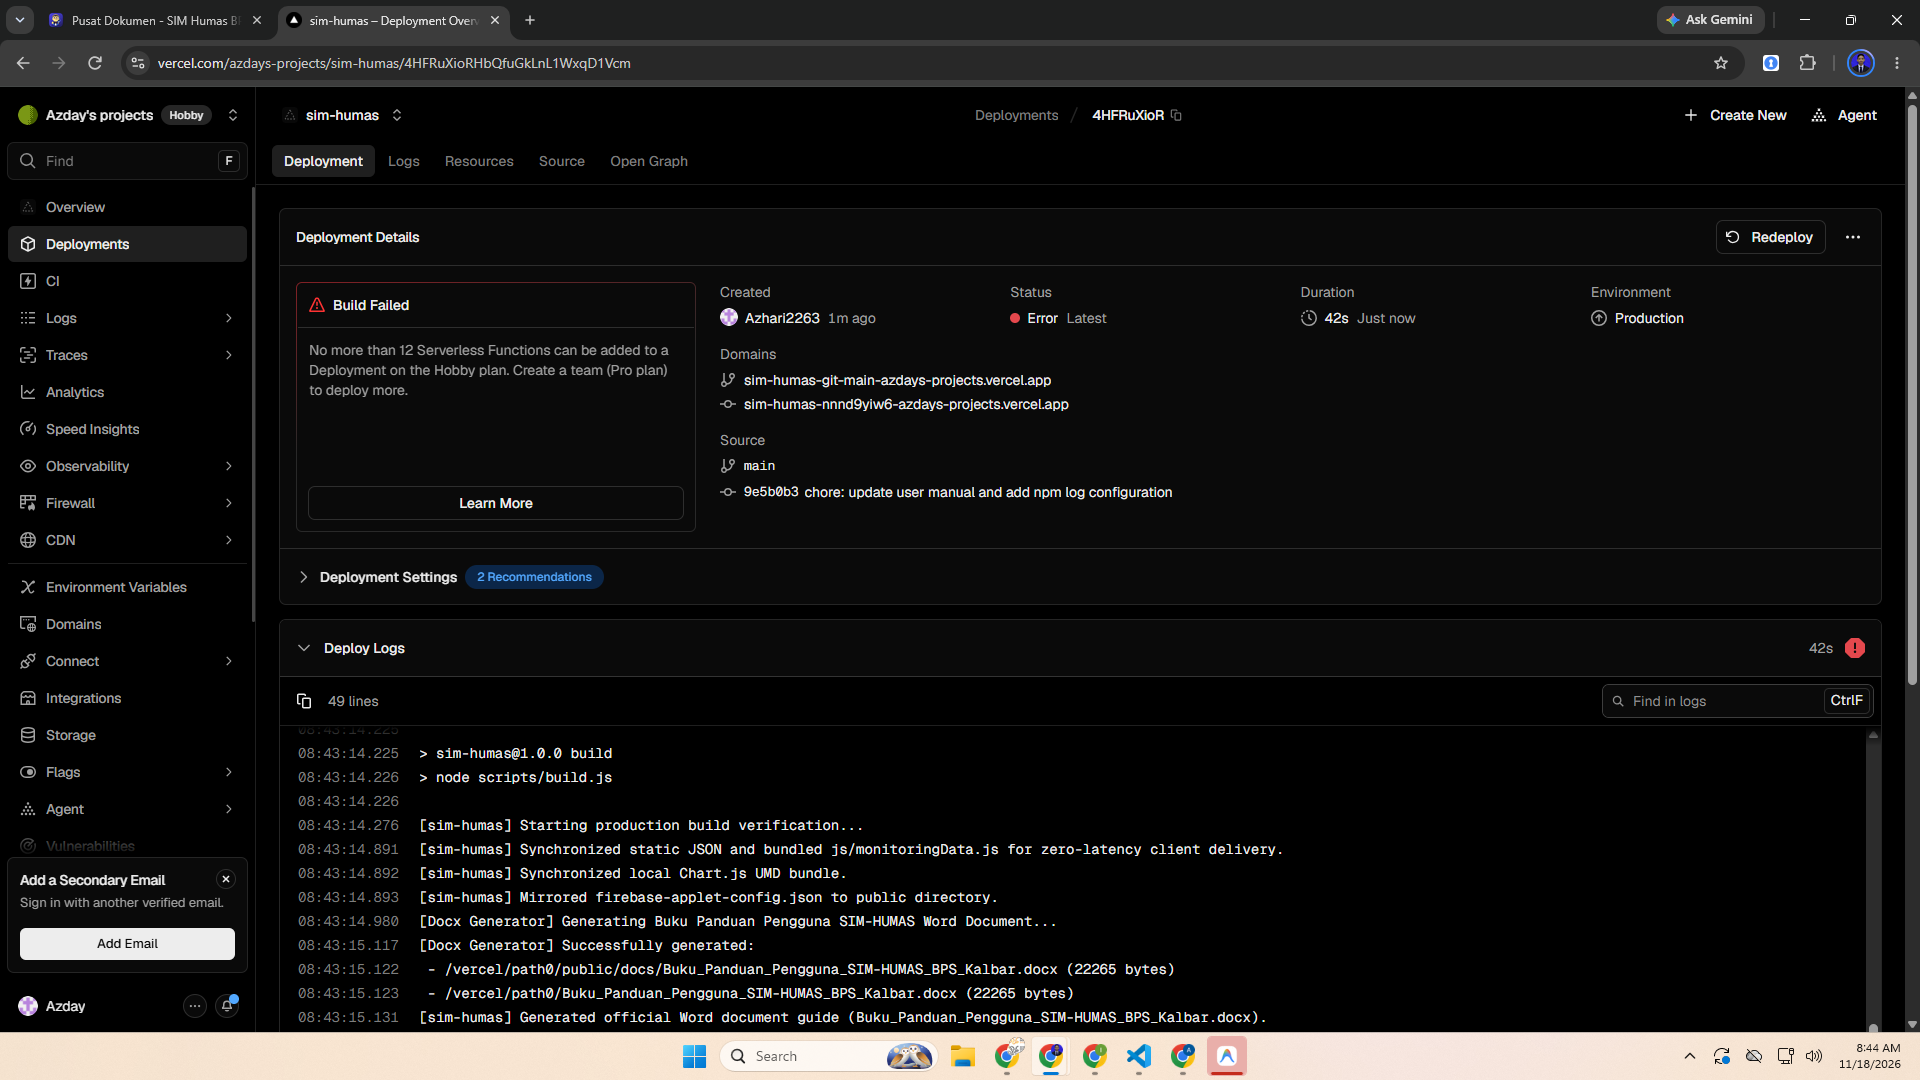 Pusat Dokumen - SIM Humas B
sim-humas – Deployment Over
Ask Gemini
vercel.com/azdays-projects/sim-humas/4HFRuXioRHbQfuGkLnL1WxqD1Vcm
Azday's projects
Hobby
sim-humas
Deployments / 4HFRuXioR
Create New
Agent
Find
F
Deployment
Logs
Resources
Source
Open Graph
Overview
Deployments
CI
Logs
Traces
Analytics
Speed Insights
Observability
Firewall
CDN
Environment Variables
Domains
Connect
Integrations
Storage
Flags
Agent
Vulnerabilities
Add a Secondary Email
Sign in with another verified email.
Add Email
Azday
Deployment Details
Redeploy
Build Failed
No more than 12 Serverless Functions can be added to a
Deployment on the Hobby plan. Create a team (Pro plan)
to deploy more.
Learn More
Created
Azhari2263 1m ago
Status
Error Latest
Duration
42s Just now
Environment
Production
Domains
sim-humas-git-main-azdays-projects.vercel.app
sim-humas-nnnd9yiw6-azdays-projects.vercel.app
Source
main
9e5b0b3 chore: update user manual and add npm log configuration
Deployment Settings
2 Recommendations
Deploy Logs
42s
49 lines
Find in logs
CtrlF
08:43:14.225
08:43:14.225 > sim-humas@1.0.0 build
08:43:14.226 > node scripts/build.js
08:43:14.226
08:43:14.276 [sim-humas] Starting production build verification...
08:43:14.891 [sim-humas] Synchronized static JSON and bundled js/monitoringData.js for zero-latency client delivery.
08:43:14.892 [sim-humas] Synchronized local Chart.js UMD bundle.
08:43:14.893 [sim-humas] Mirrored firebase-applet-config.json to public directory.
08:43:14.980 [Docx Generator] Generating Buku Panduan Pengguna SIM-HUMAS Word Document...
08:43:15.117 [Docx Generator] Successfully generated:
08:43:15.122 - /vercel/path0/public/docs/Buku_Panduan_Pengguna_SIM-HUMAS_BPS_Kalbar.docx (22265 bytes)
08:43:15.123 - /vercel/path0/Buku_Panduan_Pengguna_SIM-HUMAS_BPS_Kalbar.docx (22265 bytes)
08:43:15.131 [sim-humas] Generated official Word document guide (Buku_Panduan_Pengguna_SIM-HUMAS_BPS_Kalbar.docx).
Search
8:44 AM
11/18/2026